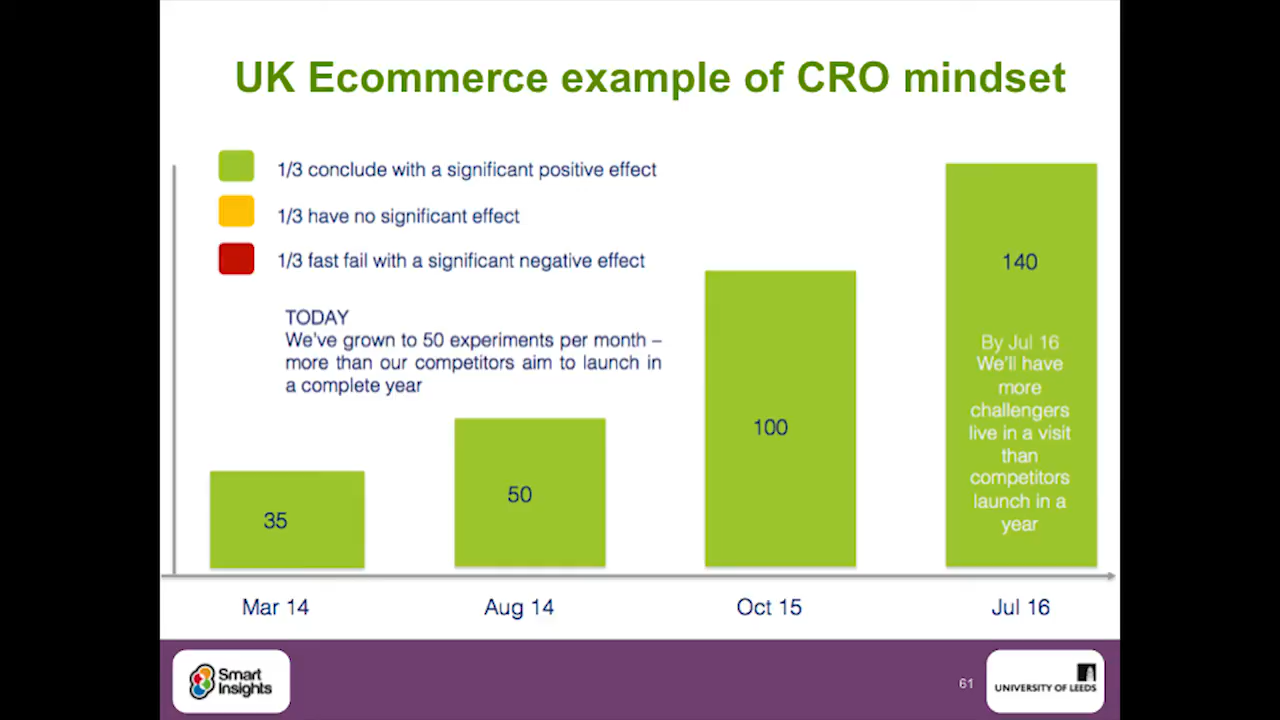 UK Ecommerce example of CRO mindset
1/3 conclude with a significant positive effect
1/3 have no significant effect
1/3 fast fail with a significant negative effect
TODAY
We've grown to 50 experiments per month –
more than our competitors aim to launch in
a complete year
35
50
100
140
By Jul 16
We'll have
more
challengers
live in a visit
than
competitors
launch in a
year
Mar 14
Aug 14
Oct 15
Jul 16
Smart
Insights
61
UNIVERSITY OF LEEDS